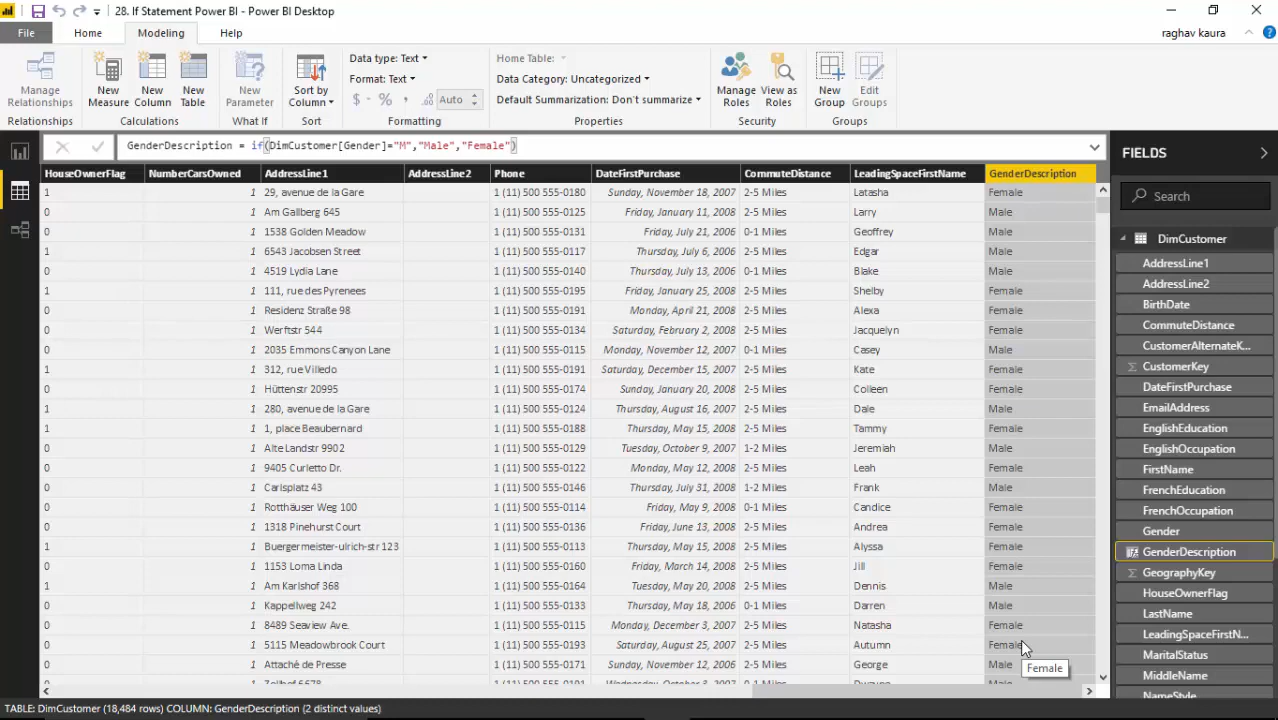 28. If Statement Power BI - Power BI Desktop
File Home Modeling Help raghav kaura
Manage Relationships
New Measure
New Column
New Table
New Parameter
Sort by Column
Data type: Text
Format: Text
$ % , .00 Auto
Home Table:
Data Category: Uncategorized
Default Summarization: Don't summarize
Manage Roles
View as Roles
New Group
Edit Groups
Relationships Calculations What If Sort Formatting Properties Security Groups
GenderDescription = if(DimCustomer[Gender]="M","Male","Female")
HouseOwnerFlag NumberCarsOwned AddressLine1 AddressLine2 Phone DateFirstPurchase CommuteDistance LeadingSpaceFirstName GenderDescription
1 1 29, avenue de la Gare 1 (11) 500 555-0180 Sunday, November 18, 2007 2-5 Miles Latasha Female
0 1 Am Gallberg 645 1 (11) 500 555-0125 Friday, January 11, 2008 2-5 Miles Larry Male
0 1 1538 Golden Meadow 1 (11) 500 555-0131 Friday, July 21, 2006 0-1 Miles Geoffrey Male
1 1 6543 Jacobsen Street 1 (11) 500 555-0117 Thursday, July 6, 2006 2-5 Miles Edgar Male
0 1 4519 Lydia Lane 1 (11) 500 555-0140 Thursday, July 13, 2006 0-1 Miles Blake Male
1 1 111, rue des Pyrenees 1 (11) 500 555-0195 Friday, January 25, 2008 2-5 Miles Shelby Female
0 1 Residenz Straße 98 1 (11) 500 555-0191 Monday, April 21, 2008 2-5 Miles Alexa Female
0 1 Werftstr 544 1 (11) 500 555-0134 Saturday, February 2, 2008 2-5 Miles Jacquelyn Female
0 1 2035 Emmons Canyon Lane 1 (11) 500 555-0115 Monday, November 12, 2007 0-1 Miles Casey Male
1 1 312, rue Villedo 1 (11) 500 555-0191 Saturday, December 15, 2007 2-5 Miles Kate Female
0 1 Hüttenstr 20995 1 (11) 500 555-0174 Sunday, January 20, 2008 2-5 Miles Colleen Female
1 1 280, avenue de la Gare 1 (11) 500 555-0124 Thursday, August 16, 2007 2-5 Miles Dale Male
1 1 1, place Beaubernard 1 (11) 500 555-0188 Thursday, May 15, 2008 2-5 Miles Tammy Female
0 1 Alte Landstr 9902 1 (11) 500 555-0140 Tuesday, October 9, 2007 1-2 Miles Jeremiah Male
0 1 9405 Curletto Dr. 1 (11) 500 555-0122 Monday, May 12, 2008 2-5 Miles Leah Female
0 1 Carlsplatz 43 1 (11) 500 555-0146 Thursday, July 31, 2008 1-2 Miles Frank Male
0 1 Rotthäuser Weg 100 1 (11) 500 555-0114 Friday, May 9, 2008 0-1 Miles Candice Female
0 1 1318 Pinehurst Court 1 (11) 500 555-0136 Friday, June 13, 2008 2-5 Miles Andrea Female
1 1 Buergermeister-ulrich-str 123 1 (11) 500 555-0113 Thursday, May 15, 2008 2-5 Miles Alyssa Female
0 1 1153 Loma Linda 1 (11) 500 555-0160 Friday, March 14, 2008 2-5 Miles Jill Female
1 1 Am Karlshof 368 1 (11) 500 555-0164 Tuesday, May 20, 2008 2-5 Miles Dennis Male
0 1 Kappellweg 242 1 (11) 500 555-0133 Thursday, May 18, 2006 0-1 Miles Darren Male
0 1 8489 Seaview Ave. 1 (11) 500 555-0115 Monday, December 3, 2007 2-5 Miles Natasha Female
0 1 5115 Meadowbrook Court 1 (11) 500 555-0193 Saturday, August 25, 2007 2-5 Miles Autumn Female
0 1 Attaché de Presse 1 (11) 500 555-0171 Sunday, November 12, 2006 2-5 Miles George Male
Female
FIELDS
Search
DimCustomer
AddressLine1
AddressLine2
BirthDate
CommuteDistance
CustomerAlternateK...
CustomerKey
DateFirstPurchase
EmailAddress
EnglishEducation
EnglishOccupation
FirstName
FrenchEducation
FrenchOccupation
Gender
GenderDescription
GeographyKey
HouseOwnerFlag
LastName
LeadingSpaceFirstN...
MaritalStatus
MiddleName
NameStyle
TABLE: DimCustomer (18,484 rows) COLUMN: GenderDescription (2 distinct values)